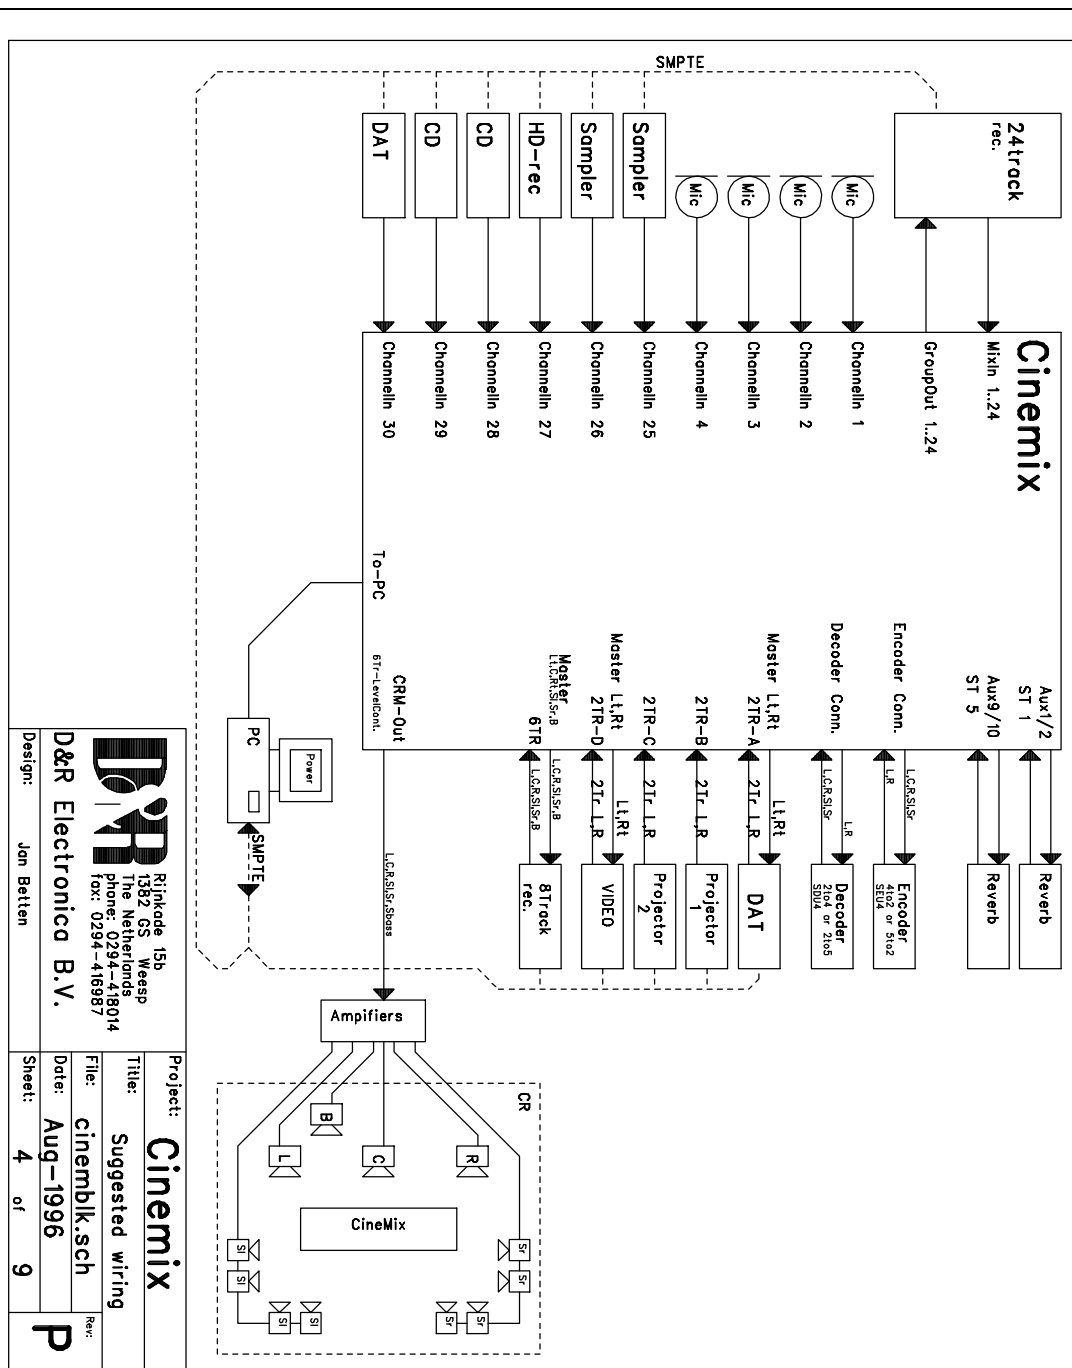 SMPTE
DAT
CD
CD
HD-rec
Sampler
Sampler
Mic
Mic
Mic
Mic
24track
rec.
Cinemix
MixIn 1..24
GroupOut 1..24
ChannelIn 1
ChannelIn 2
ChannelIn 3
ChannelIn 4
ChannelIn 25
ChannelIn 26
ChannelIn 27
ChannelIn 28
ChannelIn 29
ChannelIn 30
To-PC
6Tr-LevelCont.
CRM-Out
Master
Lt,C,Rt,Sl,Sr,B
6TR
Master Lt,Rt
2TR-D
2TR-C
2TR-B
Master Lt,Rt
2TR-A
Decoder Conn.
Encoder Conn.
Aux9/10
ST 5
Aux1/2
ST 1
L,C,R,Sl,Sr,B
L,C,R,Sl,Sr,B
Lt,Rt
2Tr L,R
2Tr L,R
2Tr L,R
Lt,Rt
2Tr L,R
L,R
L,C,R,Sl,Sr
L,C,R,Sl,Sr
L,R
8Track
rec.
VIDEO
Projector
2
Projector
1
DAT
Decoder
2to4 or 2to5
SDU4
Encoder
4to2 or 5to2
SEU4
Reverb
Reverb
PC
Power
SMPTE
L,C,R,Sl,Sr,Sbass
Ampifiers
CR
B
L
C
R
CineMix
Sl
Sl
Sl
Sl
Sr
Sr
Sr
Sr
D&R
Rijnkade 15b
1382 GS Weesp
The Netherlands
phone: 0294-418014
fax: 0294-416987
D&R Electronica B.V.
Design: Jan Betten
Project: Cinemix
Title: Suggested wiring
File: cinemblk.sch
Date: Aug-1996
Sheet: 4 of 9
Rev: P